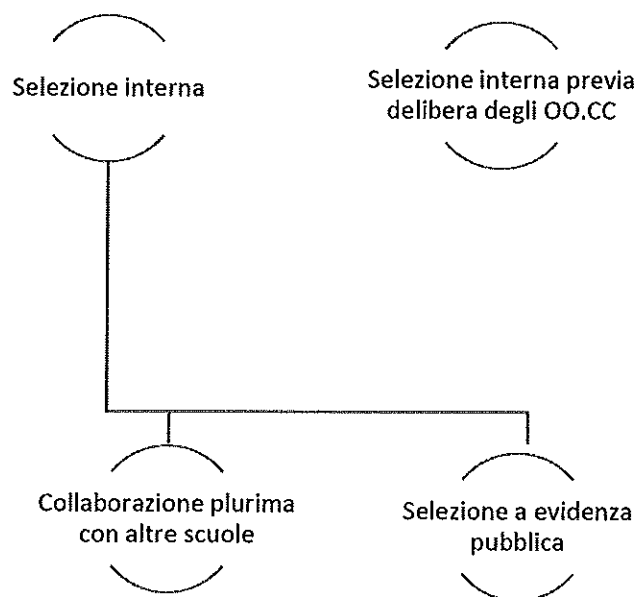 Selezione interna
Selezione interna previa
delibera degli OO.CC
Collaborazione plurima
con altre scuole
Selezione a evidenza
pubblica